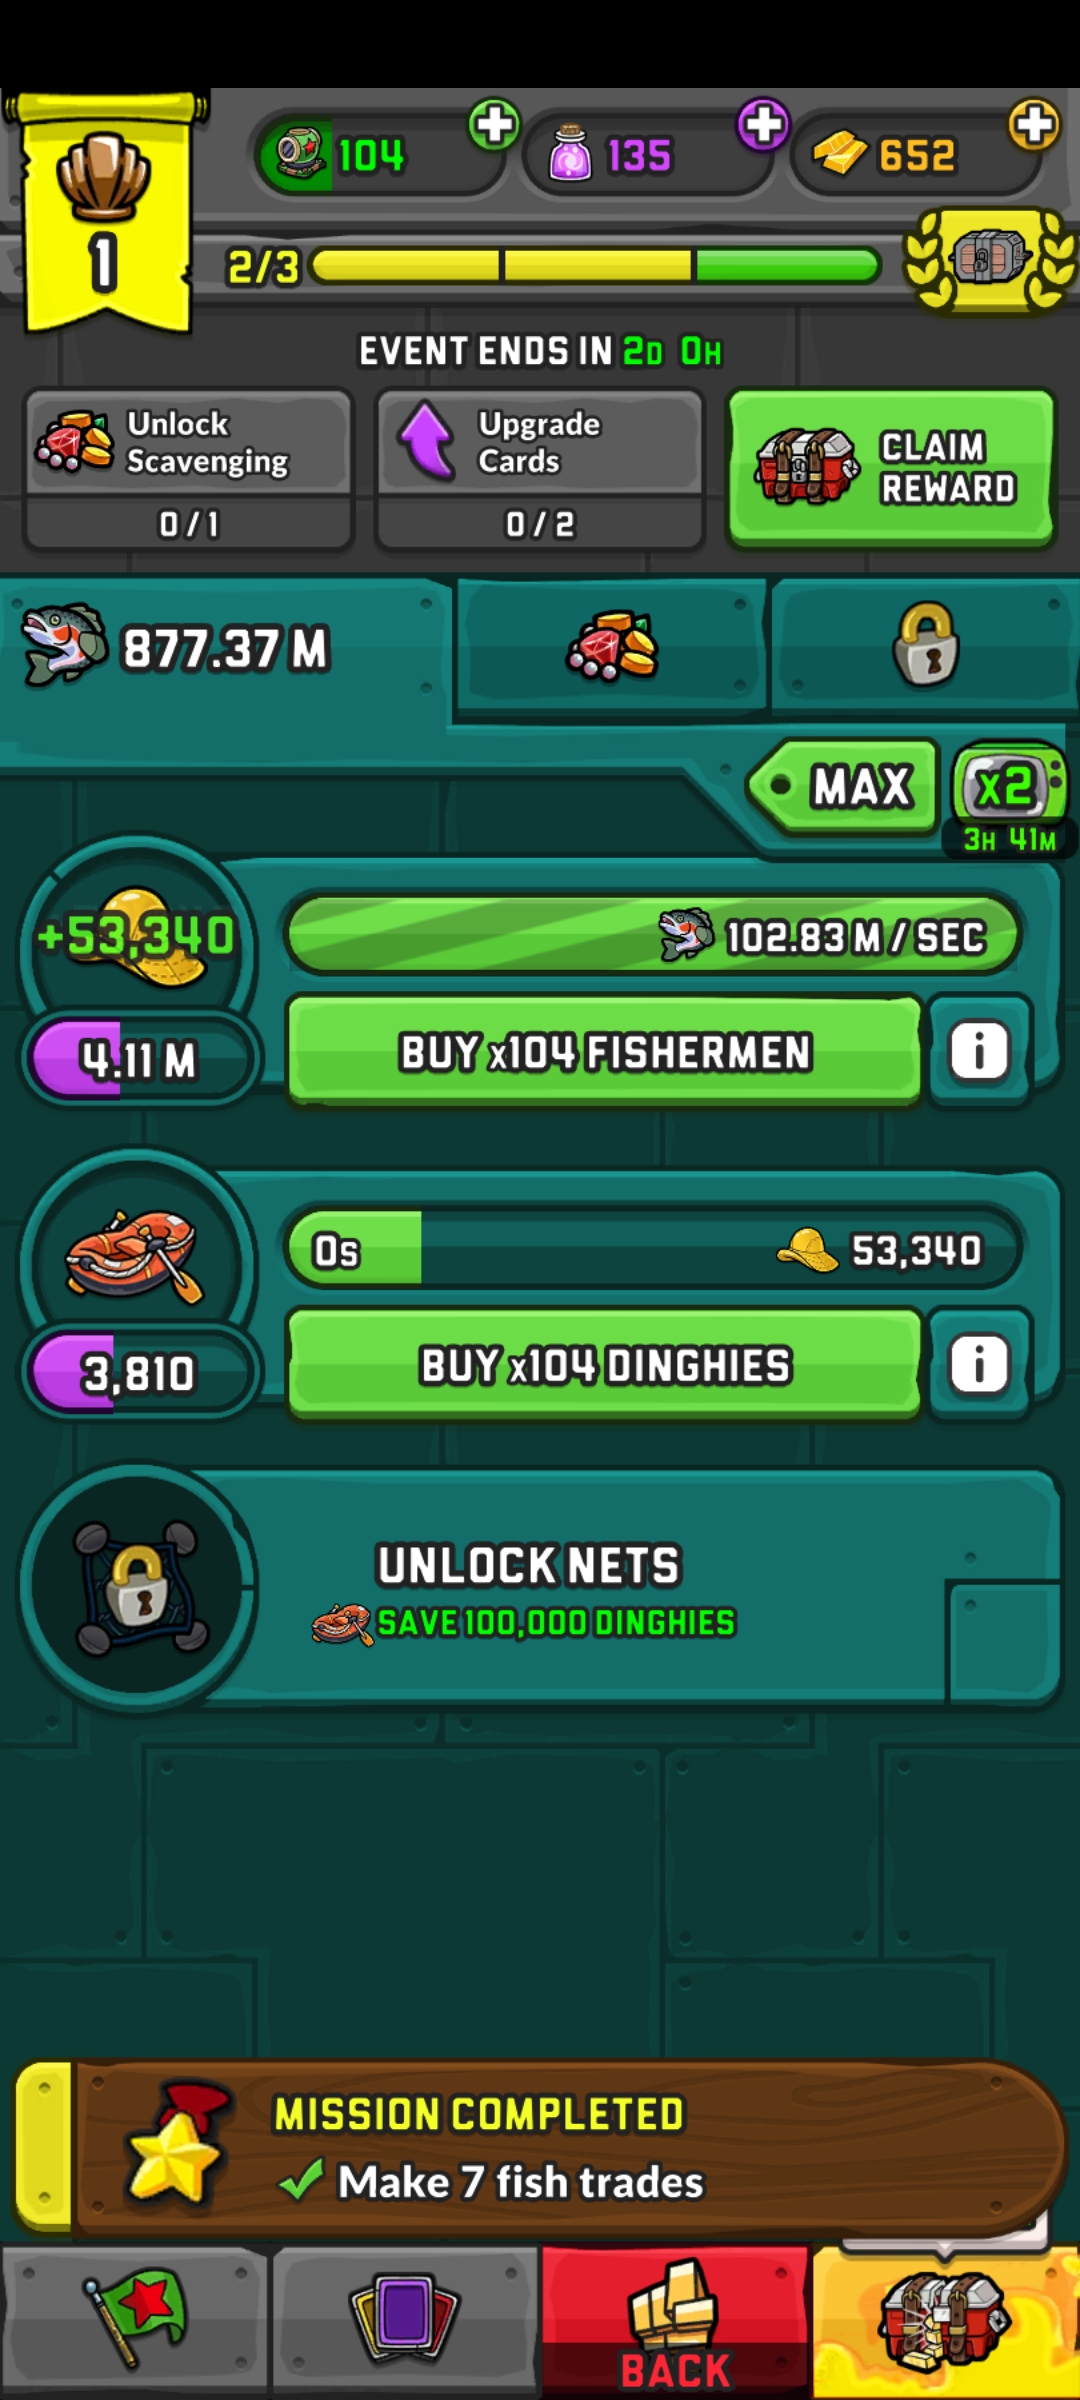 104
135
652
1
2/3
EVENT ENDS IN 2D 0H
Unlock
Scavenging
0/1
Upgrade
Cards
0/2
CLAIM
REWARD
877.37 M
MAX
x2
3H 41M
+53,340
102.83 M / SEC
4.11 M
BUY x104 FISHERMEN
i
0s
53,340
3,810
BUY x104 DINGHIES
i
UNLOCK NETS
SAVE 100,000 DINGHIES
MISSION COMPLETED
Make 7 fish trades
BACK